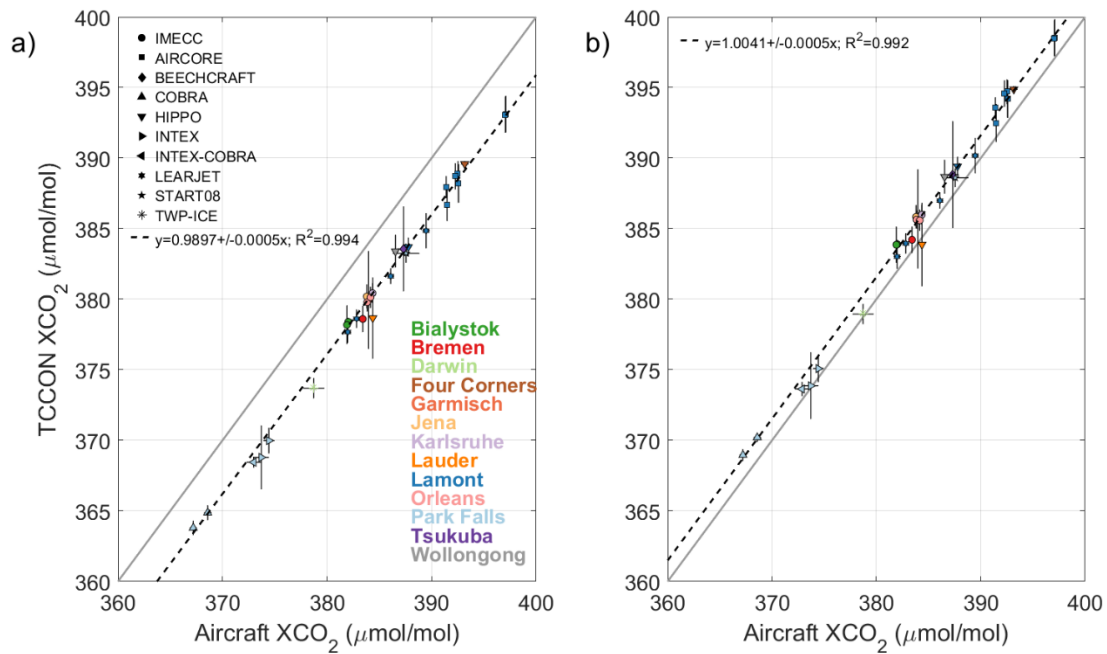 a)
400
395
390
385
380
375
370
365
360
TCCON XCO2 (μmol/mol)
IMECC
AIRCORE
BEECHCRAFT
COBRA
HIPPO
INTEX
INTEX-COBRA
LEARJET
START08
TWP-ICE
y=0.9897+/-0.0005x; R2=0.994
Bialystok
Bremen
Darwin
Four Corners
Garmisch
Jena
Karlsruhe
Lauder
Lamont
Orleans
Park Falls
Tsukuba
Wollongong
360 370 380 390 400
Aircraft XCO2 (μmol/mol)
b)
400
395
390
385
380
375
370
365
360
y=1.0041+/-0.0005x; R2=0.992
360 370 380 390 400
Aircraft XCO2 (μmol/mol)